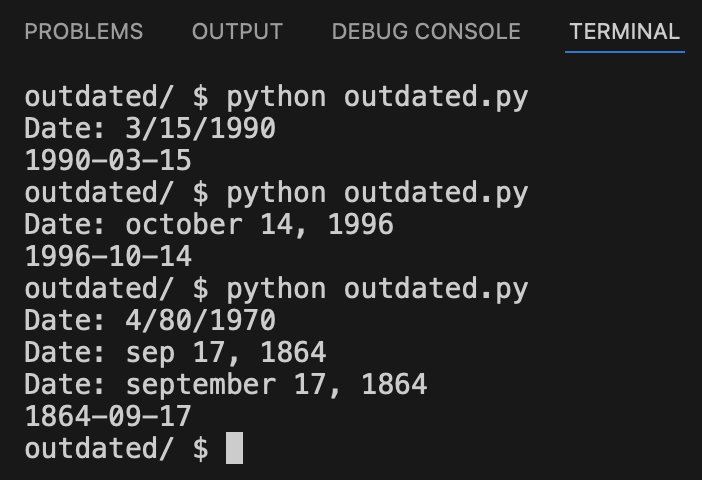 PROBLEMS OUTPUT DEBUG CONSOLE TERMINAL
outdated/ $ python outdated.py
Date: 3/15/1990
1990-03-15
outdated/ $ python outdated.py
Date: october 14, 1996
1996-10-14
outdated/ $ python outdated.py
Date: 4/80/1970
Date: sep 17, 1864
Date: september 17, 1864
1864-09-17
outdated/ $